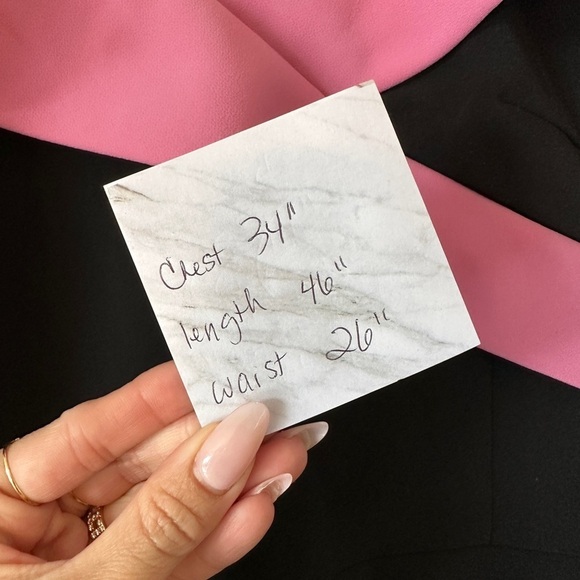 Chest 34"
length 46"
waist 26"